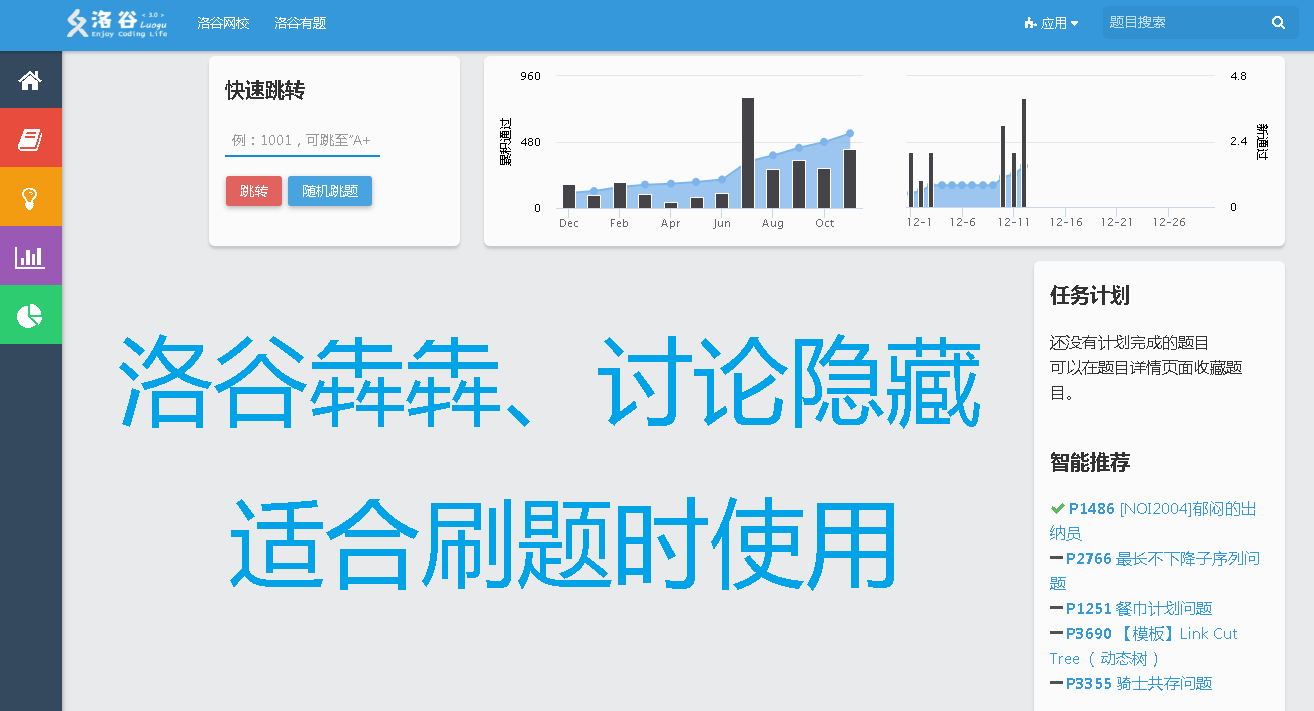 洛谷 < 3.0 > Luogu
Enjoy Coding Life
洛谷网校 洛谷有题 应用 题目搜索
快速跳转
例：1001，可跳至“A+
跳转 随机跳题
累积通过
960
480
0
Dec Feb Apr Jun Aug Oct
4.8
2.4
0
新通过
12-1 12-6 12-11 12-16 12-21 12-26
洛谷犇犇、讨论隐藏
适合刷题时使用
任务计划
还没有计划完成的题目
可以在题目详情页面收藏题
目。
智能推荐
P1486 [NOI2004]郁闷的出
纳员
P2766 最长不下降子序列问
题
P1251 餐巾计划问题
P3690 【模板】Link Cut
Tree （动态树）
P3355 骑士共存问题